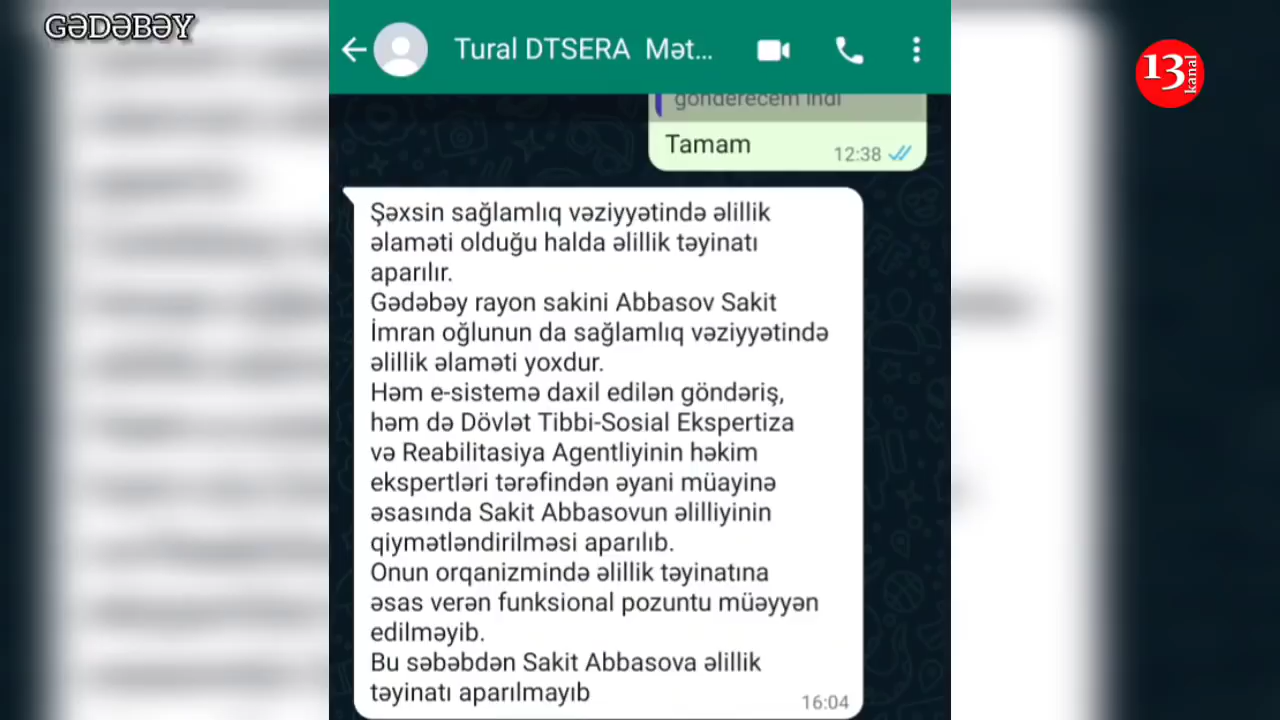 GƏDƏBƏY
13 kanal
Tural DTSERA Mət...
göndərəcəm indi
Tamam
12:38
Şəxsin sağlamlıq vəziyyətində əlillik
əlaməti olduğu halda əlillik təyinatı
aparılır.
Gədəbəy rayon sakini Abbasov Sakit
İmran oğlunun da sağlamlıq vəziyyətində
əlillik əlaməti yoxdur.
Həm e-sistemə daxil edilən göndəriş,
həm də Dövlət Tibbi-Sosial Ekspertiza
və Reabilitasiya Agentliyinin həkim
ekspertləri tərəfindən əyani müayinə
əsasında Sakit Abbasovun əlilliyinin
qiymətləndirilməsi aparılıb.
Onun orqanizmində əlillik təyinatına
əsas verən funksional pozuntu müəyyən
edilməyib.
Bu səbəbdən Sakit Abbasova əlillik
təyinatı aparılmayıb
16:04